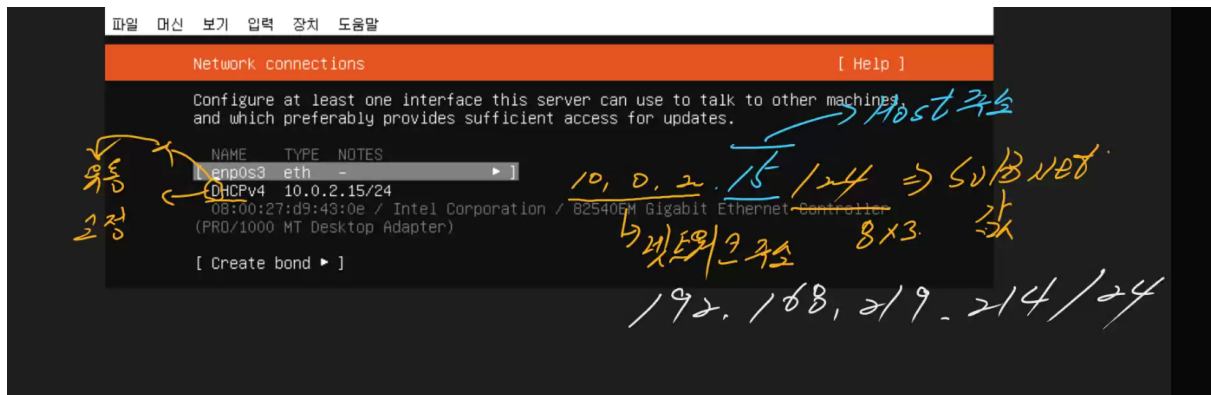 파일 머신 보기 입력 장치 도움말
Network connections [ Help ]
Configure at least one interface this server can use to talk to other machines,
and which preferably provides sufficient access for updates.
Host 주소
NAME TYPE NOTES
[ enp0s3 eth - ▸ ]
DHCPv4 10.0.2.15/24
08:00:27:d9:43:0e / Intel Corporation / 82540EM Gigabit Ethernet Controller
(PRO/1000 MT Desktop Adapter)
유동
고정
10, 0, 2.15 /24 ⇒ SUBNET
8×3
값
네트워크 주소
[ Create bond ▸ ]
192.168.219.214/24